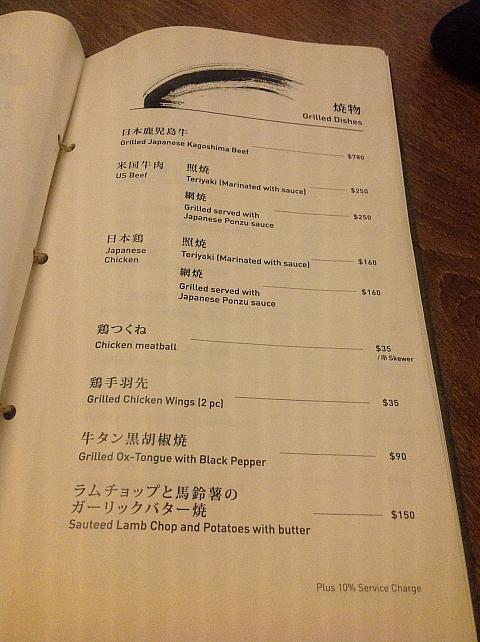 焼物
Grilled Dishes
日本鹿児島牛
Grilled Japanese Kagoshima Beef $780
米国牛肉 照焼
US Beef Teriyaki (Marinated with sauce) $250
網焼
Grilled served with $250
Japanese Ponzu sauce
日本鶏 照焼
Japanese Teriyaki (Marinated with sauce) $160
Chicken
網焼
Grilled served with $160
Japanese Ponzu sauce
鶏つくね
Chicken meatball $35
/串 Skewer
鶏手羽先
Grilled Chicken Wings (2 pc) $35
牛タン黒胡椒焼
Grilled Ox-Tongue with Black Pepper $90
ラムチョップと馬鈴薯の
ガーリックバター焼 $150
Sauteed Lamb Chop and Potatoes with butter
Plus 10% Service Charge